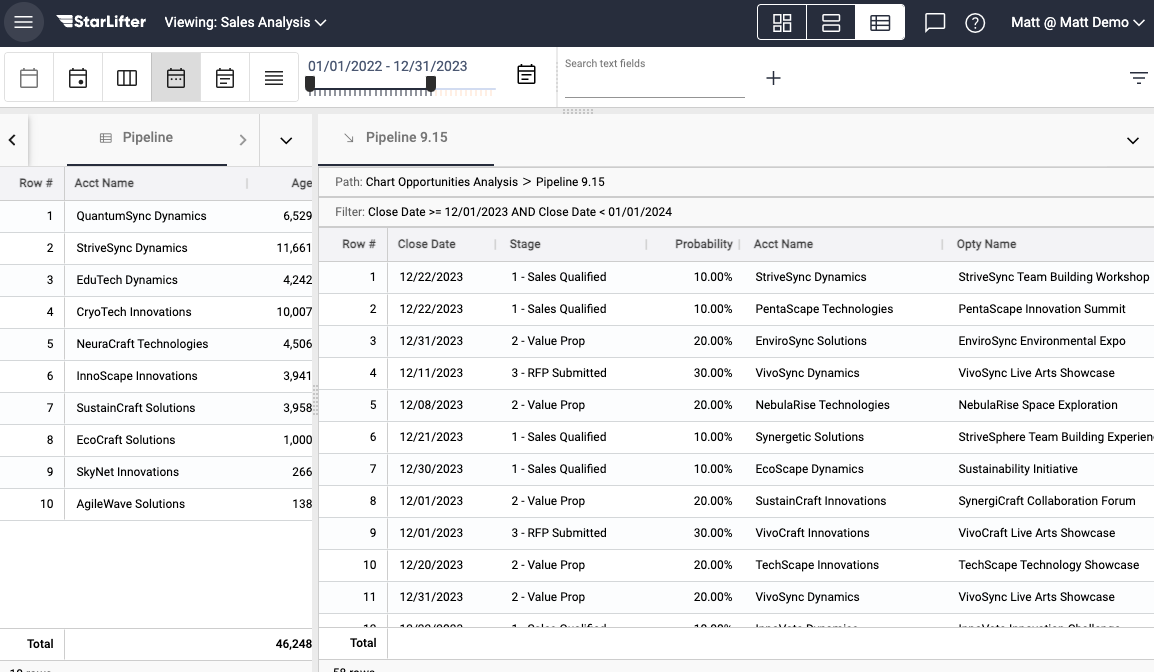 StarLifter Viewing: Sales Analysis Matt @ Matt Demo
01/01/2022 - 12/31/2023 Search text fields
Pipeline
Row # Acct Name Age
1 QuantumSync Dynamics 6,529
2 StriveSync Dynamics 11,661
3 EduTech Dynamics 4,242
4 CryoTech Innovations 10,007
5 NeuraCraft Technologies 4,506
6 InnoScape Innovations 3,941
7 SustainCraft Solutions 3,958
8 EcoCraft Solutions 1,000
9 SkyNet Innovations 266
10 AgileWave Solutions 138
Total 46,248
Pipeline 9.15
Path: Chart Opportunities Analysis > Pipeline 9.15
Filter: Close Date >= 12/01/2023 AND Close Date < 01/01/2024
Row # Close Date Stage Probability Acct Name Opty Name
1 12/22/2023 1 - Sales Qualified 10.00% StriveSync Dynamics StriveSync Team Building Workshop
2 12/22/2023 1 - Sales Qualified 10.00% PentaScape Technologies PentaScape Innovation Summit
3 12/31/2023 2 - Value Prop 20.00% EnviroSync Solutions EnviroSync Environmental Expo
4 12/11/2023 3 - RFP Submitted 30.00% VivoSync Dynamics VivoSync Live Arts Showcase
5 12/08/2023 2 - Value Prop 20.00% NebulaRise Technologies NebulaRise Space Exploration
6 12/21/2023 1 - Sales Qualified 10.00% Synergetic Solutions StriveSphere Team Building Experien
7 12/30/2023 1 - Sales Qualified 10.00% EcoScape Dynamics Sustainability Initiative
8 12/01/2023 2 - Value Prop 20.00% SustainCraft Innovations SynergiCraft Collaboration Forum
9 12/01/2023 3 - RFP Submitted 30.00% VivoCraft Innovations VivoCraft Live Arts Showcase
10 12/20/2023 2 - Value Prop 20.00% TechScape Innovations TechScape Technology Showcase
11 12/31/2023 2 - Value Prop 20.00% VivoSync Dynamics VivoSync Live Arts Showcase
Total